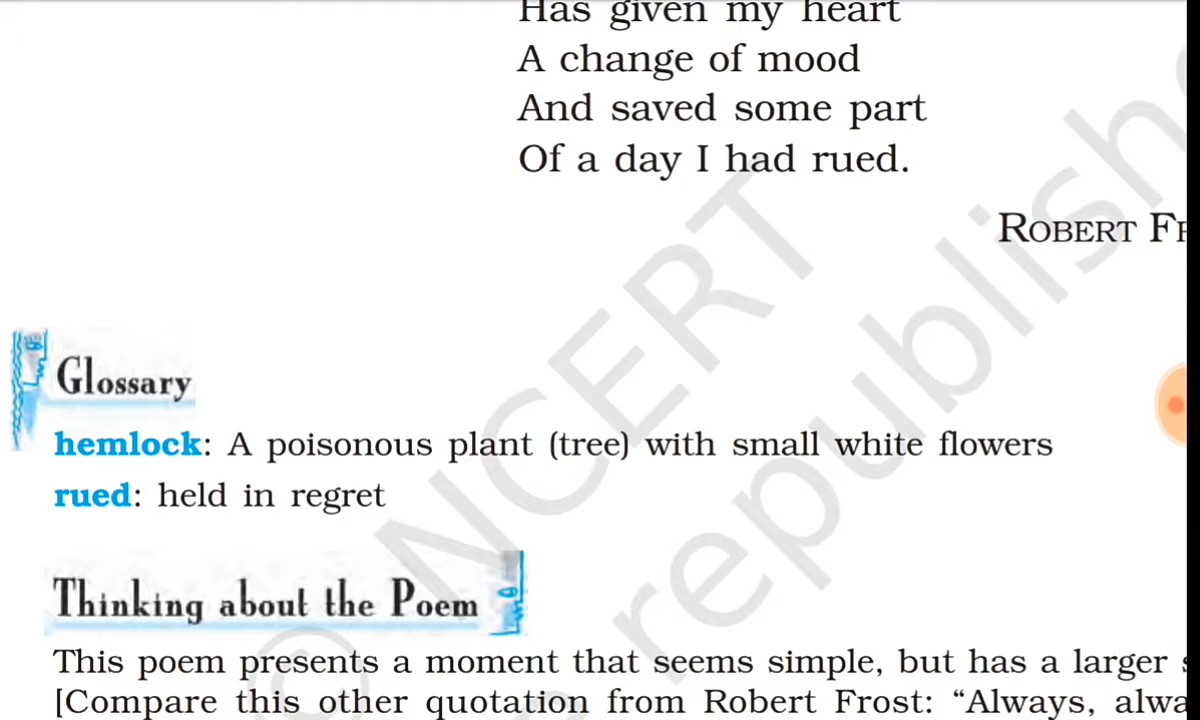 Has given my heart
A change of mood
And saved some part
Of a day I had rued.
ROBERT
Glossary
hemlock: A poisonous plant (tree) with small white flowers
rued: held in regret
Thinking about the Poem
This poem presents a moment that seems simple, but has a larger
[Compare this other quotation from Robert Frost: “Always,
© NCERT
republish